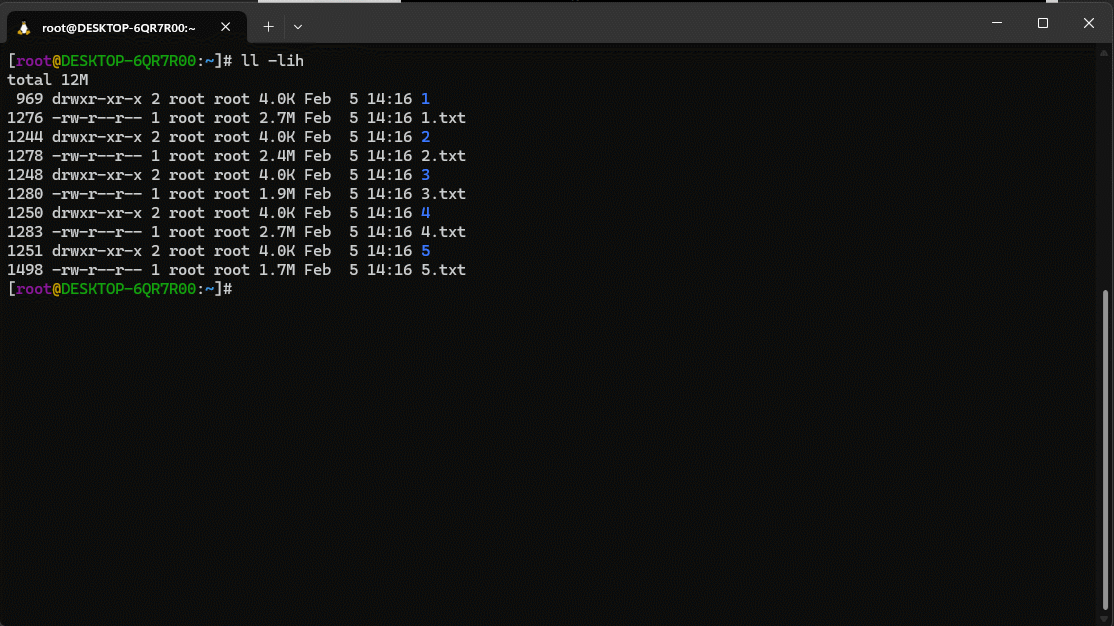 root@DESKTOP-6QR7R00:~
[root@DESKTOP-6QR7R00:~]# ll -lih
total 12M
 969 drwxr-xr-x 2 root root 4.0K Feb  5 14:16 1
1276 -rw-r--r-- 1 root root 2.7M Feb  5 14:16 1.txt
1244 drwxr-xr-x 2 root root 4.0K Feb  5 14:16 2
1278 -rw-r--r-- 1 root root 2.4M Feb  5 14:16 2.txt
1248 drwxr-xr-x 2 root root 4.0K Feb  5 14:16 3
1280 -rw-r--r-- 1 root root 1.9M Feb  5 14:16 3.txt
1250 drwxr-xr-x 2 root root 4.0K Feb  5 14:16 4
1283 -rw-r--r-- 1 root root 2.7M Feb  5 14:16 4.txt
1251 drwxr-xr-x 2 root root 4.0K Feb  5 14:16 5
1498 -rw-r--r-- 1 root root 1.7M Feb  5 14:16 5.txt
[root@DESKTOP-6QR7R00:~]#